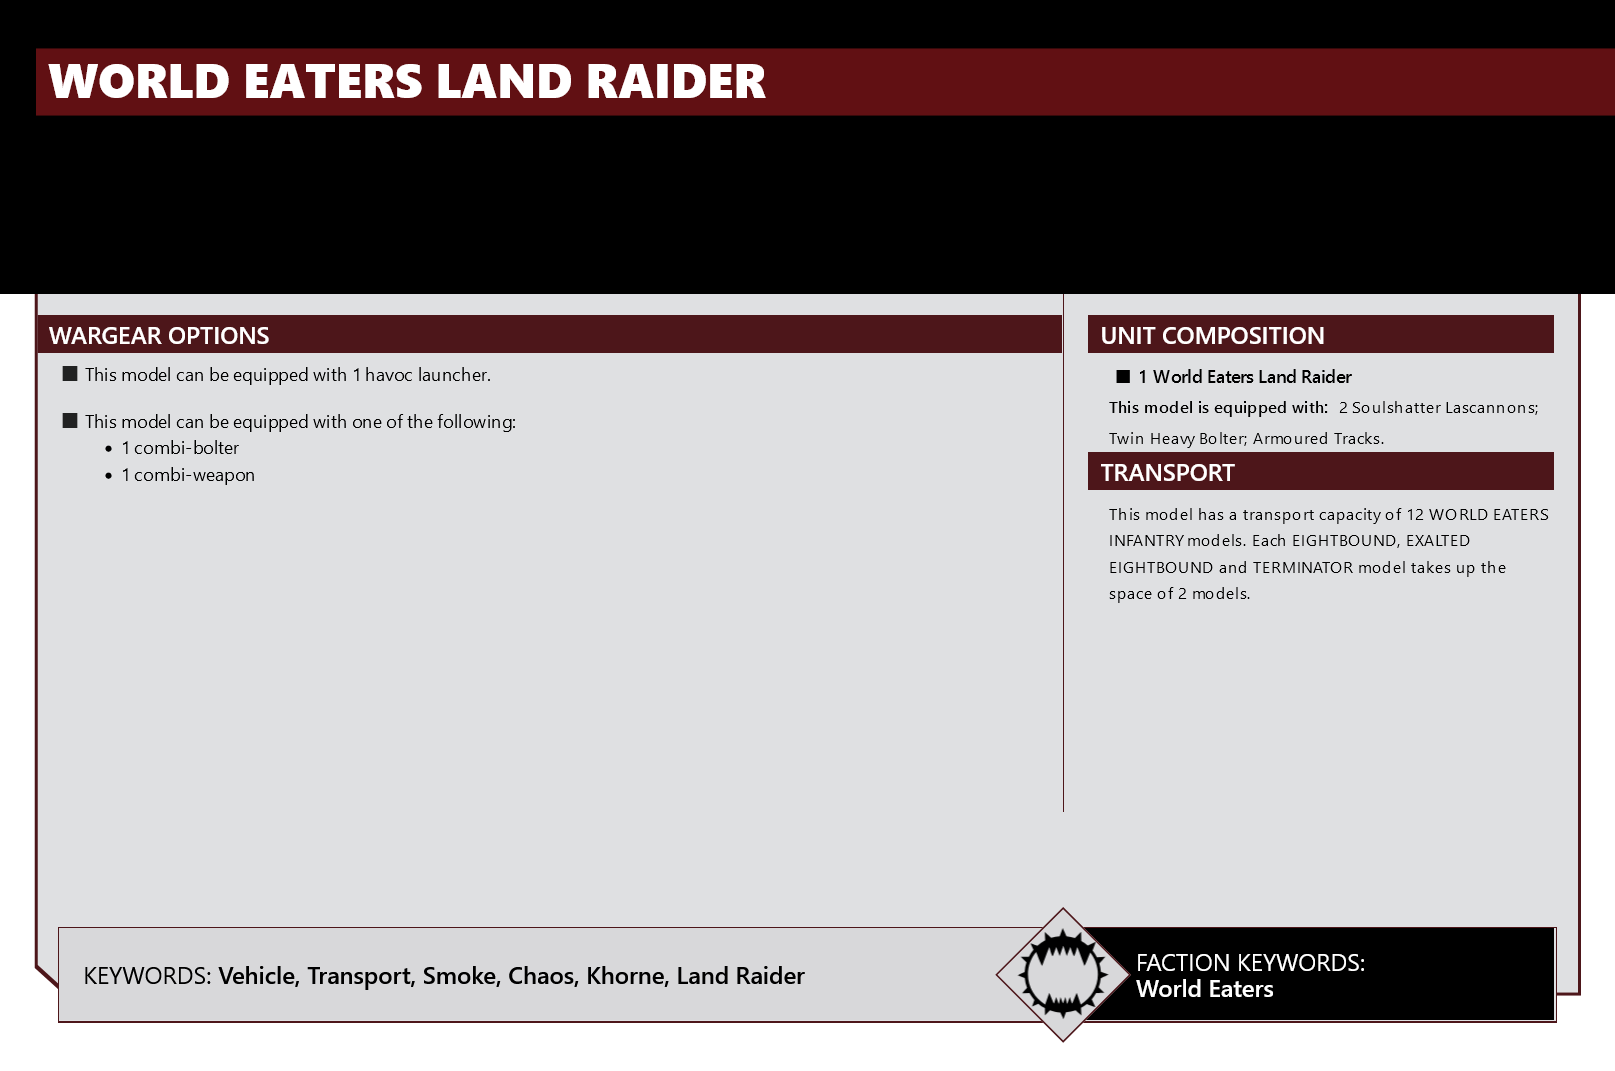 WORLD EATERS LAND RAIDER
WARGEAR OPTIONS
■ This model can be equipped with 1 havoc launcher.
■ This model can be equipped with one of the following:
• 1 combi-bolter
• 1 combi-weapon
UNIT COMPOSITION
■ 1 World Eaters Land Raider
This model is equipped with: 2 Soulshatter Lascannons;
Twin Heavy Bolter; Armoured Tracks.
TRANSPORT
This model has a transport capacity of 12 WORLD EATERS
INFANTRY models. Each EIGHTBOUND, EXALTED
EIGHTBOUND and TERMINATOR model takes up the
space of 2 models.
KEYWORDS: Vehicle, Transport, Smoke, Chaos, Khorne, Land Raider
FACTION KEYWORDS:
World Eaters